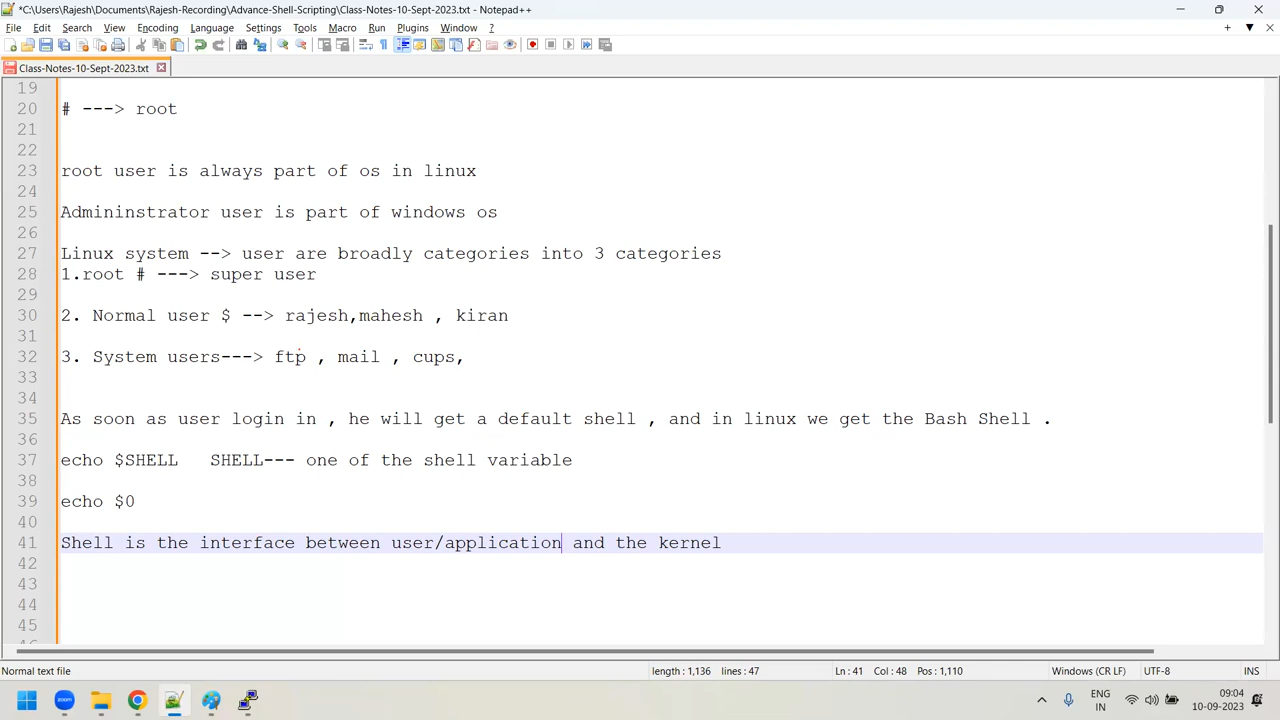 *C:\Users\Rajesh\Documents\Rajesh-Recording\Advance-Shell-Scripting\Class-Notes-10-Sept-2023.txt - Notepad++
File Edit Search View Encoding Language Settings Tools Macro Run Plugins Window ?
Class-Notes-10-Sept-2023.txt
19
20 # ---> root
21
22
23 root user is always part of os in linux
24
25 Admininstrator user is part of windows os
26
27 Linux system --> user are broadly categories into 3 categories
28 1.root # ---> super user
29
30 2. Normal user $ --> rajesh,mahesh , kiran
31
32 3. System users---> ftp , mail , cups,
33
34
35 As soon as user login in , he will get a default shell , and in linux we get the Bash Shell .
36
37 echo $SHELL   SHELL--- one of the shell variable
38
39 echo $0
40
41 Shell is the interface between user/application and the kernel
42
43
44
45
Normal text file length : 1,136 lines : 47 Ln : 41 Col : 48 Pos : 1,110 Windows (CR LF) UTF-8 INS
zoom ENG 09:04
IN 10-09-2023